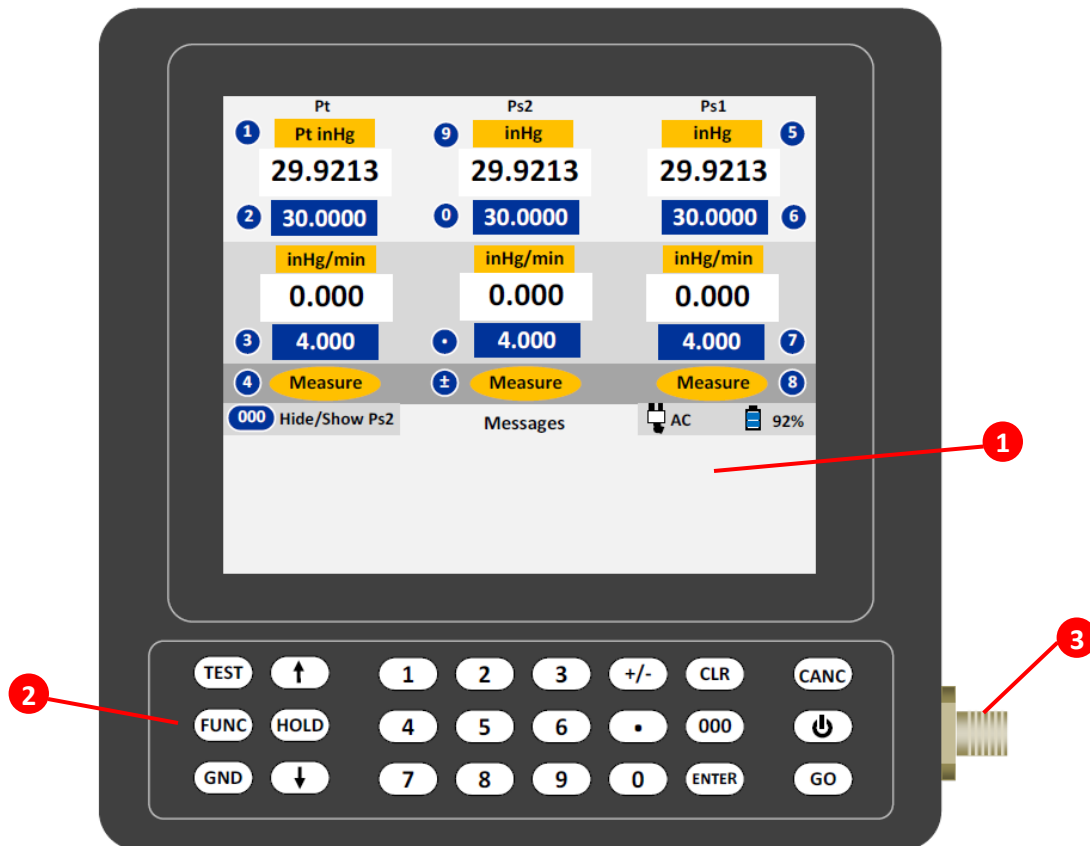 Pt Ps2 Ps1
1 Pt inHg 9 inHg inHg 5
29.9213 29.9213 29.9213
2 30.0000 0 30.0000 30.0000 6
inHg/min inHg/min inHg/min
0.000 0.000 0.000
3 4.000 • 4.000 4.000 7
4 Measure ± Measure Measure 8
000 Hide/Show Ps2 Messages AC 92%
1
3
TEST ↑ 1 2 3 +/- CLR CANC
2
FUNC HOLD 4 5 6 • 000
GND ↓ 7 8 9 0 ENTER GO